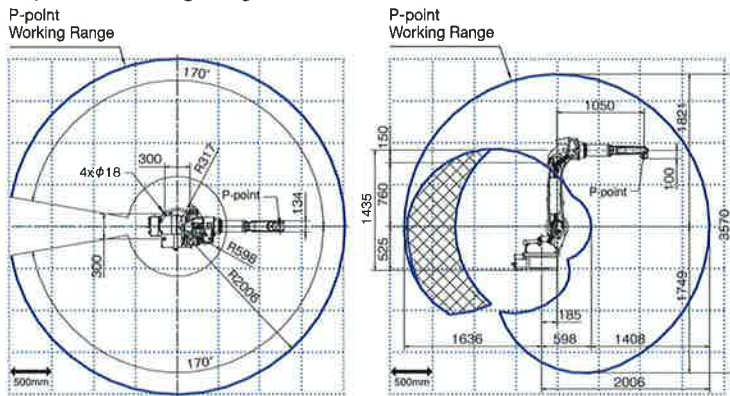 P-point
Working Range
170°
300
R317
4xφ18
P-point
134
300
R598
R2006
170°
500mm
P-point
Working Range
1050
1821
150
P-point
100
1435
760
3570
525
1749
185
1636
598
1408
2006
500mm